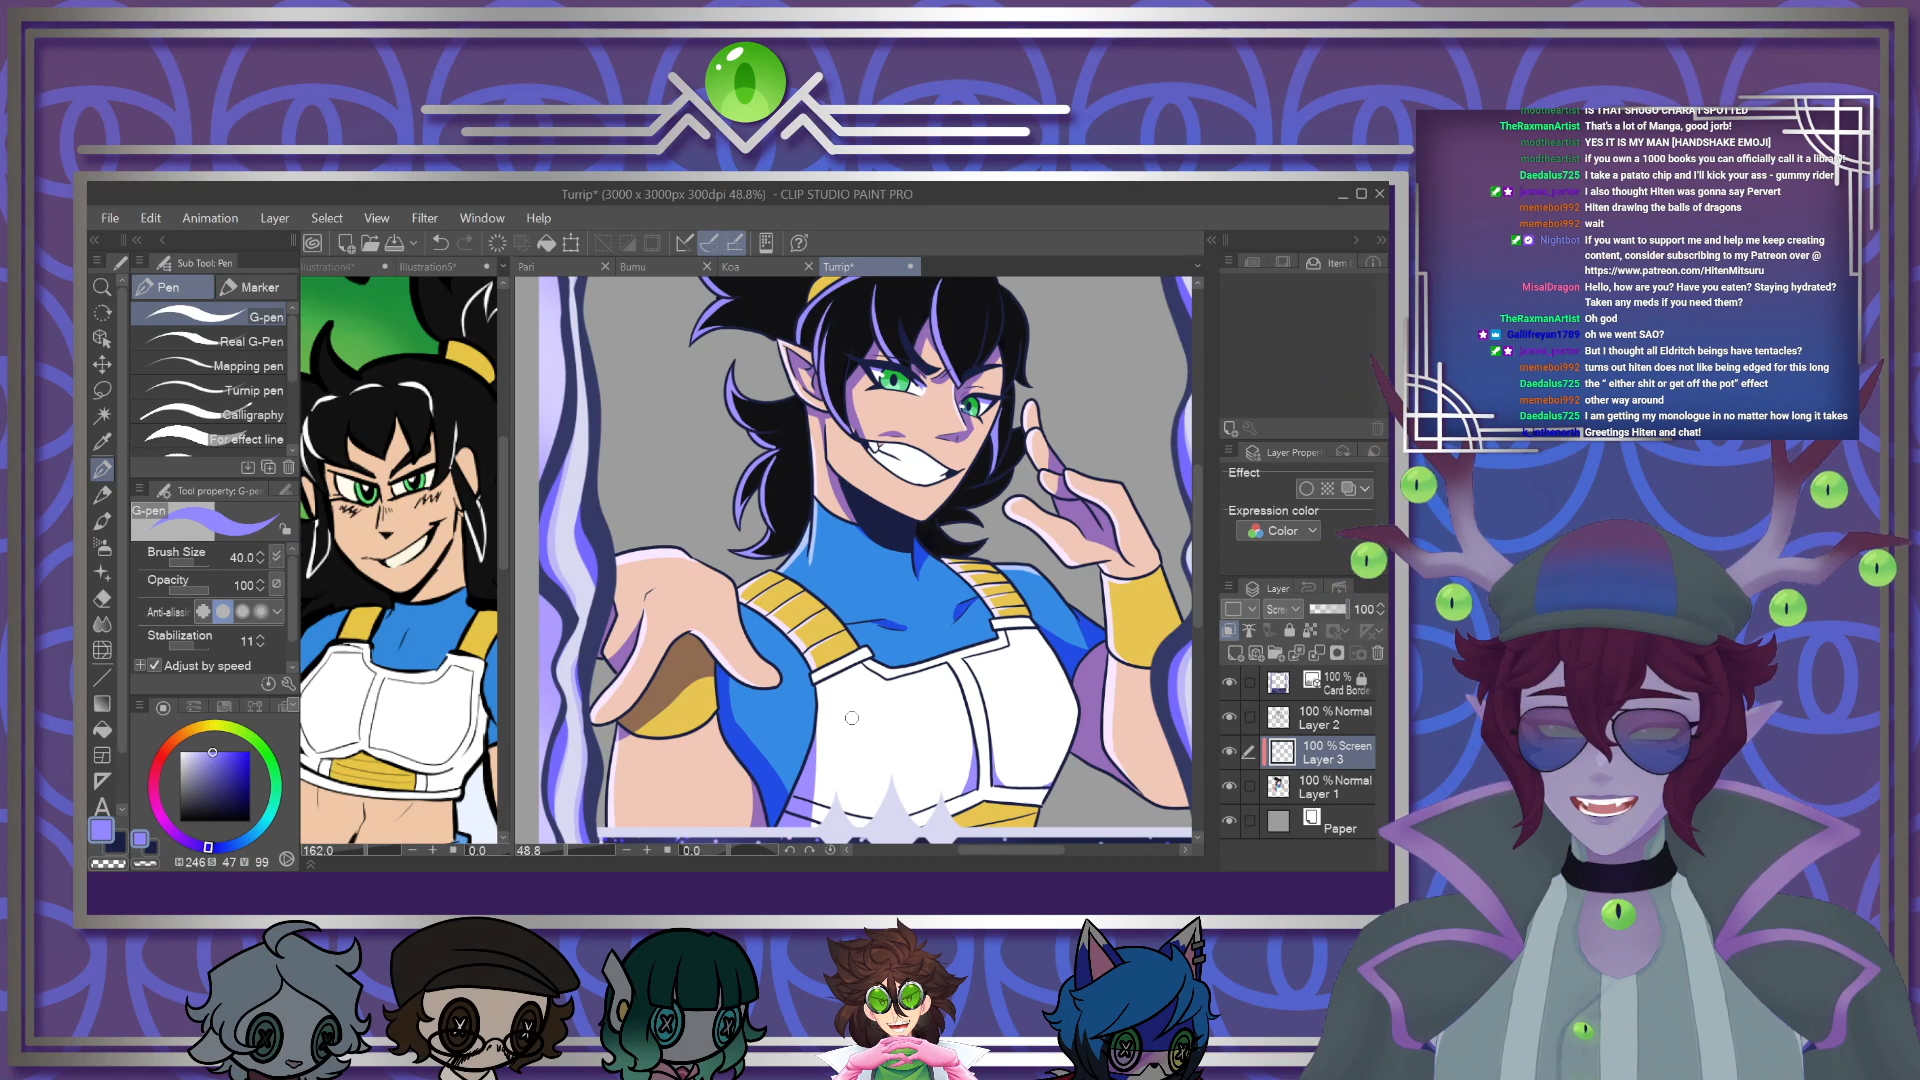 Turrip* (3000 x 3000px 300dpi 48.8%) - CLIP STUDIO PAINT PRO
File Edit Animation Layer Select View Filter Window Help
Sub Tool: Pen
Illustration5*
Pari
Bumu
Koa
Turrip*
Item
Pen
Marker
G-pen
Real G-Pen
Mapping pen
Turnip pen
Calligraphy
For effect line
Tool property: G-pen
G-pen
Brush Size 40.0
Opacity 100
Anti-aliasi
Stabilization 11
Adjust by speed
H 246 S 47 V 99
162.0
0.0
48.8
0.0
Layer Proper
Effect
Expression color
Color
Layer
Scre
100
100 %
Card Borde
100 % Normal
Layer 2
100 % Screen
Layer 3
100 % Normal
Layer 1
Paper
modtheartist IS THAT SHUGO CHARA I SPOTTED
TheRaxmanArtist That's a lot of Manga, good jorb!
modtheartist YES IT IS MY MAN [HANDSHAKE EMOJI]
modtheartist if you own a 1000 books you can officially call it a library!
Daedalus725 I take a patato chip and I'll kick your ass - gummy rider
I also thought Hiten was gonna say Pervert
memeboi992 Hiten drawing the balls of dragons
memeboi992 wait
Nightbot If you want to support me and help me keep creating
content, consider subscribing to my Patreon over @
https://www.patreon.com/HitenMitsuru
MisalDragon Hello, how are you? Have you eaten? Staying hydrated?
Taken any meds if you need them?
TheRaxmanArtist Oh god
Gallifreyan1789 oh we went SAO?
But I thought all Eldritch beings have tentacles?
memeboi992 turns out hiten does not like being edged for this long
Daedalus725 the “ either shit or get off the pot” effect
memeboi992 other way around
Daedalus725 I am getting my monologue in no matter how long it takes
Greetings Hiten and chat!